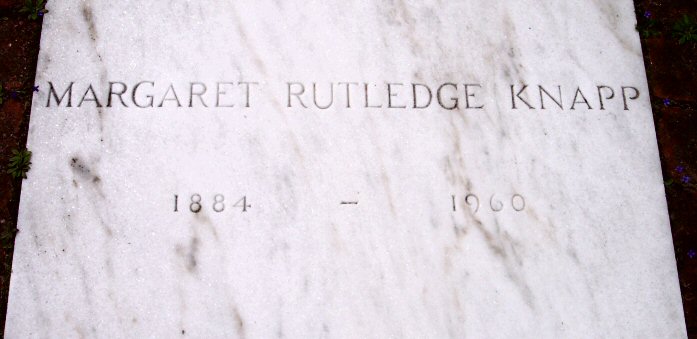 MARGARET RUTLEDGE KNAPP
1884 - 1960